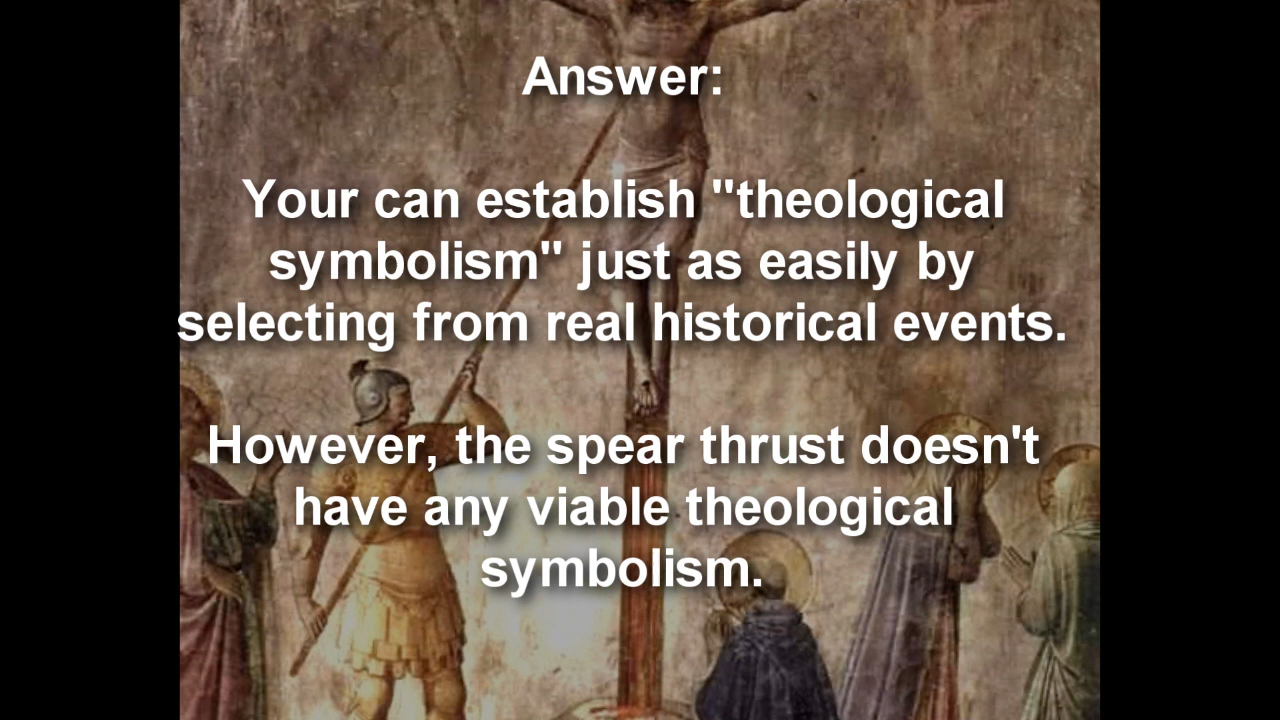 Answer:
Your can establish "theological
symbolism" just as easily by
selecting from real historical events.
However, the spear thrust doesn't
have any viable theological
symbolism.